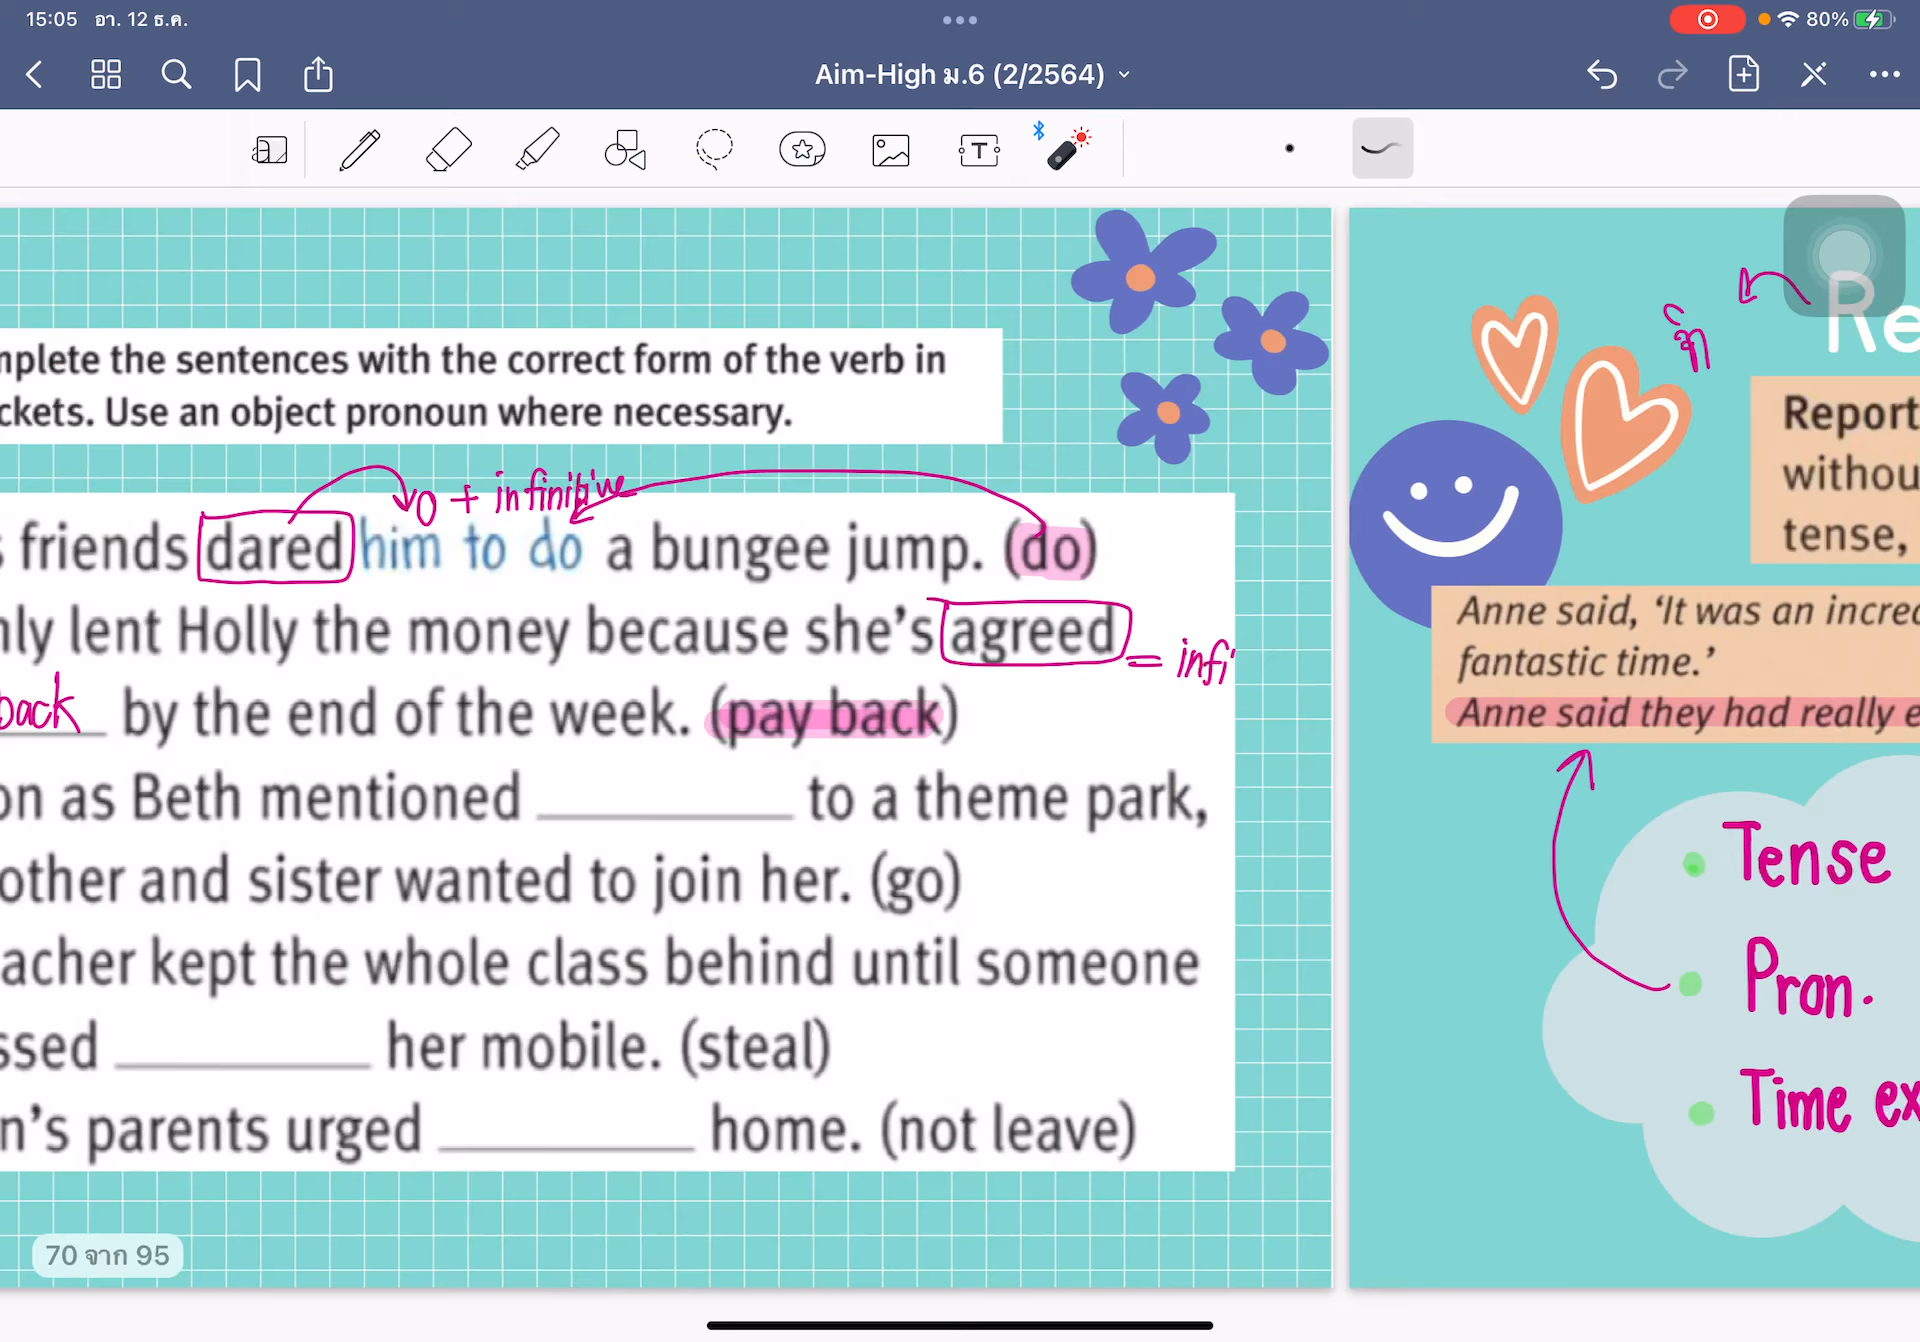 15:05 อา. 12 ธ.ค.
80%
Aim-High ม.6 (2/2564)
mplete the sentences with the correct form of the verb in
ckets. Use an object pronoun where necessary.
O + infinitive
s friends dared him to do a bungee jump. (do)
nly lent Holly the money because she's agreed
= infi
back by the end of the week. (pay back)
on as Beth mentioned to a theme park,
other and sister wanted to join her. (go)
acher kept the whole class behind until someone
ssed her mobile. (steal)
n's parents urged home. (not leave)
70 จาก 95
Re
Report
withou
tense,
Anne said, 'It was an incred
fantastic time.'
Anne said they had really e
Tense
Pron.
Time ex